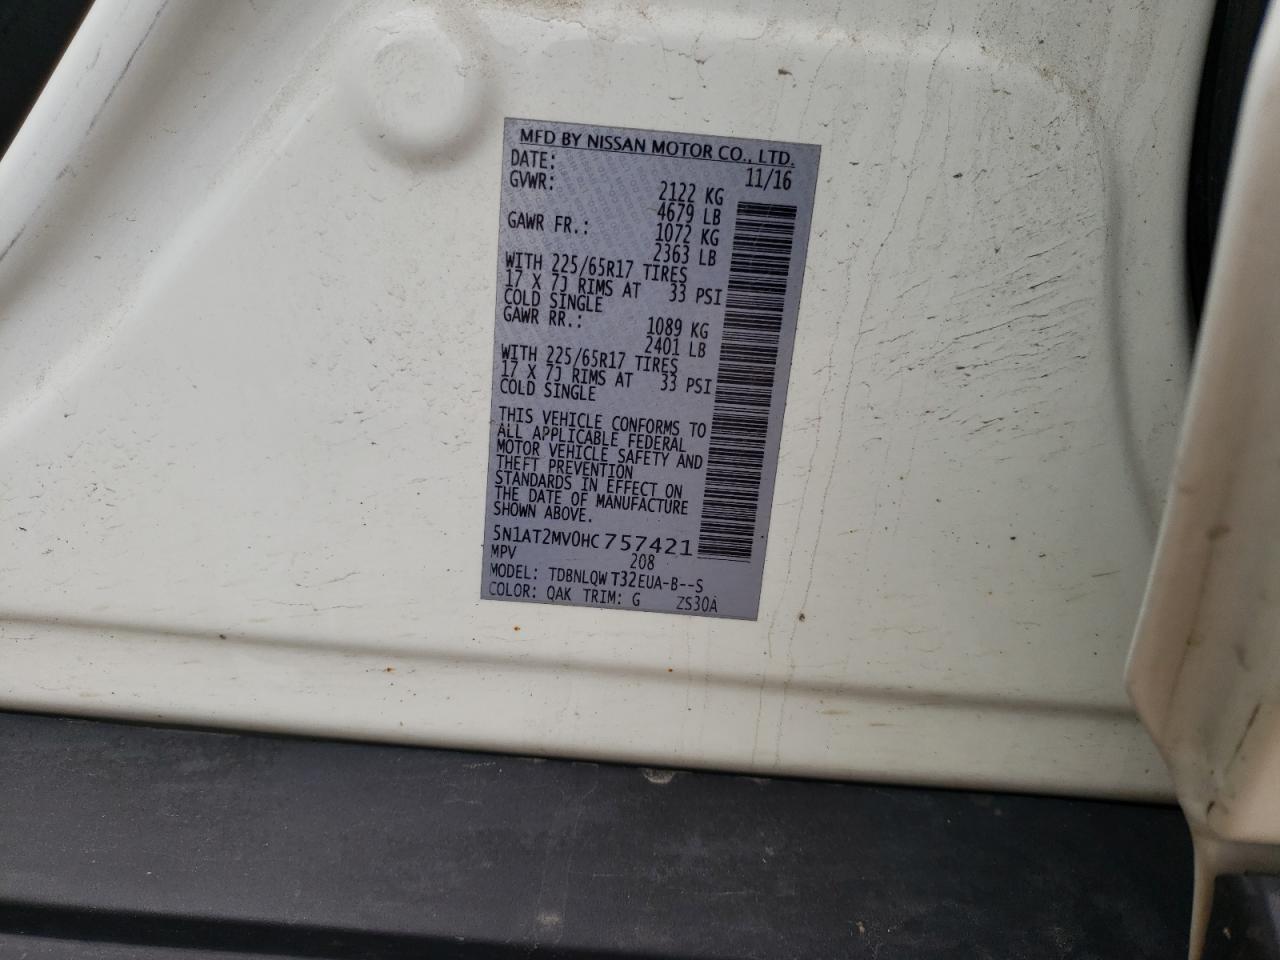 MFD BY NISSAN MOTOR CO., LTD.
DATE: 11/16
GVWR: 2122 KG
4679 LB
GAWR FR.: 1072 KG
2363 LB
WITH 225/65R17 TIRES
17 X 7J RIMS AT 33 PSI
COLD SINGLE
GAWR RR.: 1089 KG
2401 LB
WITH 225/65R17 TIRES
17 X 7J RIMS AT 33 PSI
COLD SINGLE
THIS VEHICLE CONFORMS TO
ALL APPLICABLE FEDERAL
MOTOR VEHICLE SAFETY AND
THEFT PREVENTION
STANDARDS IN EFFECT ON
THE DATE OF MANUFACTURE
SHOWN ABOVE.
5N1AT2MV0HC757421
MPV 208
MODEL: TDBNLQW T32EUA-B--S
COLOR: QAK TRIM: G ZS30A